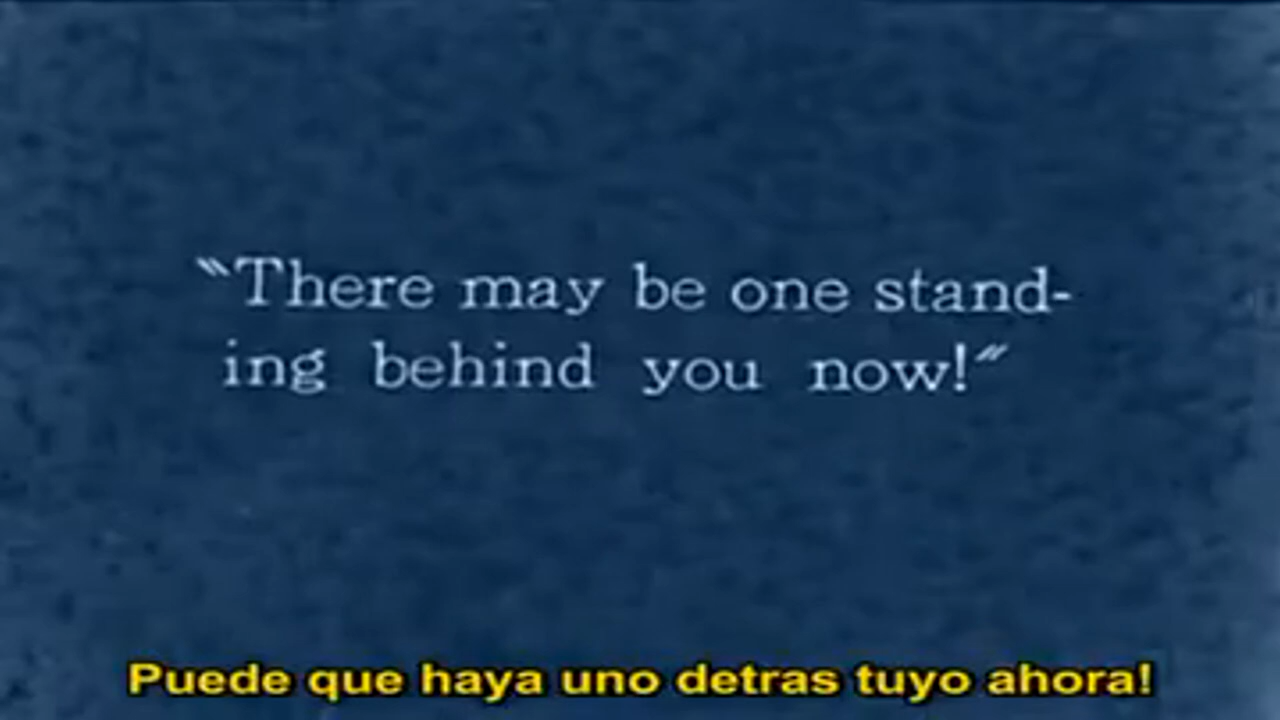 "There may be one stand-
ing behind you now!"
Puede que haya uno detras tuyo ahora!